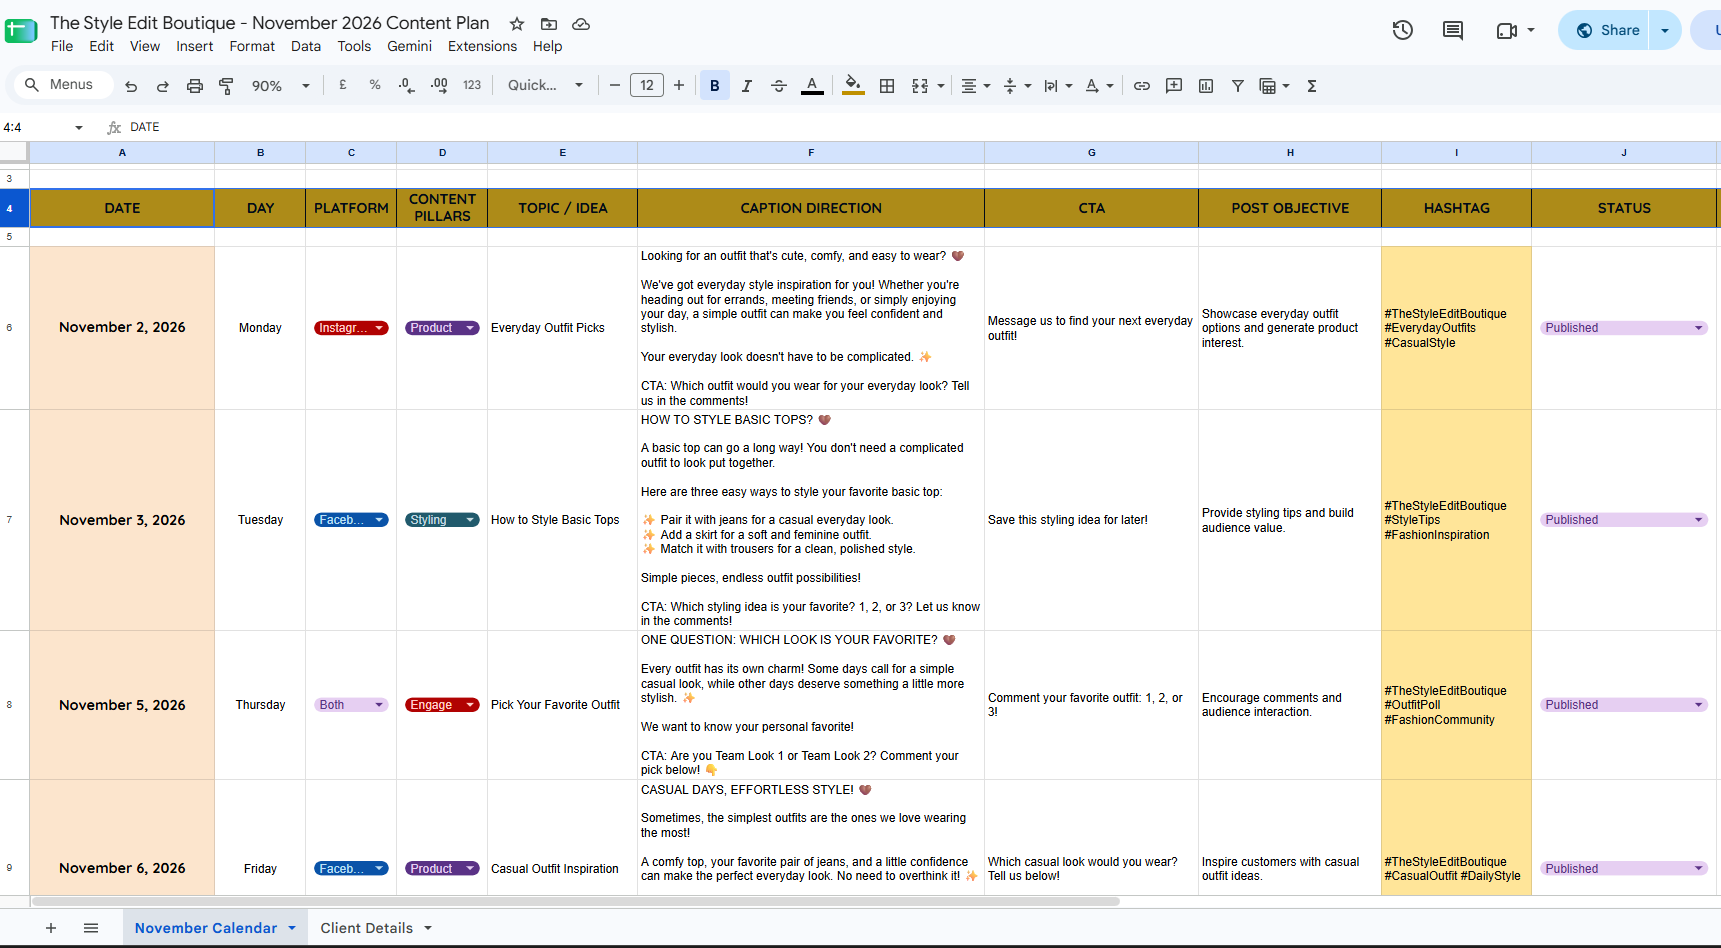 The Style Edit Boutique - November 2026 Content Plan
File Edit View Insert Format Data Tools Gemini Extensions Help
Share
Menus 90% £ % .0 .00 123 Quick... 12 B I A A Σ
4:4 fx DATE
A B C D E F G H I J
3
4 DATE DAY PLATFORM CONTENT PILLARS TOPIC / IDEA CAPTION DIRECTION CTA POST OBJECTIVE HASHTAG STATUS
5
6
November 2, 2026
Monday
Instagr...
Product
Everyday Outfit Picks
Looking for an outfit that's cute, comfy, and easy to wear? 🤎
We've got everyday style inspiration for you! Whether you're
heading out for errands, meeting friends, or simply enjoying
your day, a simple outfit can make you feel confident and
stylish.
Your everyday look doesn't have to be complicated. ✨
CTA: Which outfit would you wear for your everyday look? Tell
us in the comments!
Message us to find your next everyday
outfit!
Showcase everyday outfit
options and generate product
interest.
#TheStyleEditBoutique
#EverydayOutfits
#CasualStyle
Published
7
November 3, 2026
Tuesday
Faceb...
Styling
How to Style Basic Tops
HOW TO STYLE BASIC TOPS? 🤎
A basic top can go a long way! You don't need a complicated
outfit to look put together.
Here are three easy ways to style your favorite basic top:
✨ Pair it with jeans for a casual everyday look.
✨ Add a skirt for a soft and feminine outfit.
✨ Match it with trousers for a clean, polished style.
Simple pieces, endless outfit possibilities!
CTA: Which styling idea is your favorite? 1, 2, or 3? Let us know
in the comments!
Save this styling idea for later!
Provide styling tips and build
audience value.
#TheStyleEditBoutique
#StyleTips
#FashionInspiration
Published
8
November 5, 2026
Thursday
Both
Engage
Pick Your Favorite Outfit
ONE QUESTION: WHICH LOOK IS YOUR FAVORITE? 🤎
Every outfit has its own charm! Some days call for a simple
casual look, while other days deserve something a little more
stylish. ✨
We want to know your personal favorite!
CTA: Are you Team Look 1 or Team Look 2? Comment your
pick below! 👇
Comment your favorite outfit: 1, 2, or
3!
Encourage comments and
audience interaction.
#TheStyleEditBoutique
#OutfitPoll
#FashionCommunity
Published
9
November 6, 2026
Friday
Faceb...
Product
Casual Outfit Inspiration
CASUAL DAYS, EFFORTLESS STYLE! 🤎
Sometimes, the simplest outfits are the ones we love wearing
the most!
A comfy top, your favorite pair of jeans, and a little confidence
can make the perfect everyday look. No need to overthink it! ✨
Which casual look would you wear?
Tell us below!
Inspire customers with casual
outfit ideas.
#TheStyleEditBoutique
#CasualOutfit #DailyStyle
Published
November Calendar Client Details